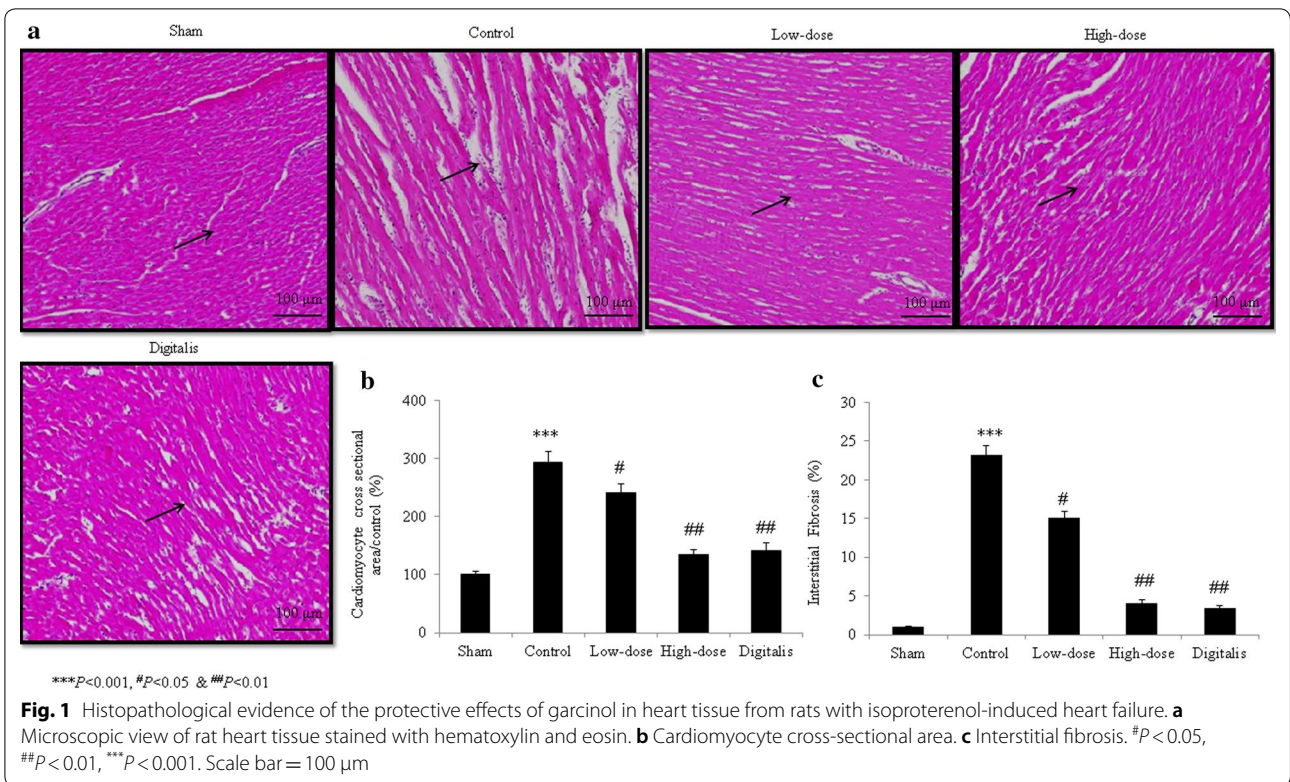 a
Sham
Control
Low-dose
High-dose
100 µm
100 µm
100 µm
100 µm
Digitalis
100 µm
b
Cardiomyocyte cross sectional
area/control (%)
400
300
200
100
0
***
#
##
##
Sham
Control
Low-dose
High-dose
Digitalis
c
Interstitial Fibrosis (%)
30
25
20
15
10
5
0
***
#
##
##
Sham
Control
Low-dose
High-dose
Digitalis
***P<0.001, #P<0.05 & ##P<0.01
Fig. 1 Histopathological evidence of the protective effects of garcinol in heart tissue from rats with isoproterenol-induced heart failure. a
Microscopic view of rat heart tissue stained with hematoxylin and eosin. b Cardiomyocyte cross-sectional area. c Interstitial fibrosis. #P < 0.05,
##P < 0.01, ***P < 0.001. Scale bar = 100 µm